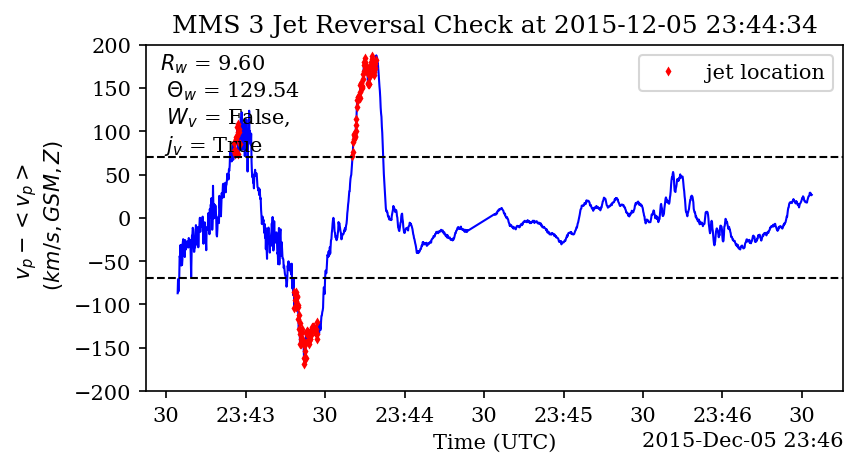 MMS 3 Jet Reversal Check at 2015-12-05 23:44:34
R_w = 9.60
Θ_w = 129.54
W_v = False,
j_v = True
jet location
v_p − < v_p >
(km/s, GSM, Z)
200
150
100
50
0
−50
−100
−150
−200
30 23:43 30 23:44 30 23:45 30 23:46 30
Time (UTC)
2015-Dec-05 23:46